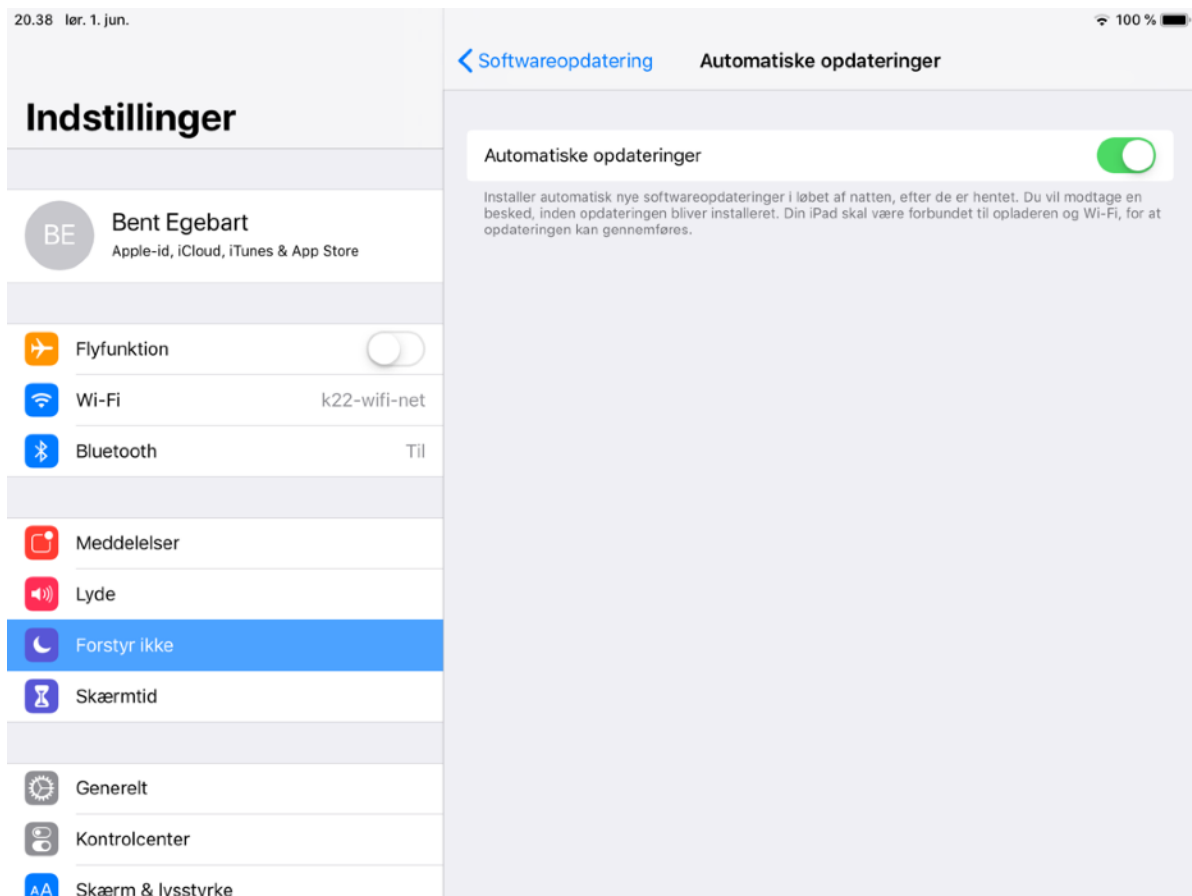 20.38 lør. 1. jun.
100 %
Indstillinger
BE
Bent Egebart
Apple-id, iCloud, iTunes & App Store
Flyfunktion
Wi-Fi k22-wifi-net
Bluetooth Til
Meddelelser
Lyde
Forstyr ikke
Skærmtid
Generelt
Kontrolcenter
AA Skærm & lysstyrke
Softwareopdatering Automatiske opdateringer
Automatiske opdateringer
Installer automatisk nye softwareopdateringer i løbet af natten, efter de er hentet. Du vil modtage en
besked, inden opdateringen bliver installeret. Din iPad skal være forbundet til opladeren og Wi-Fi, for at
opdateringen kan gennemføres.